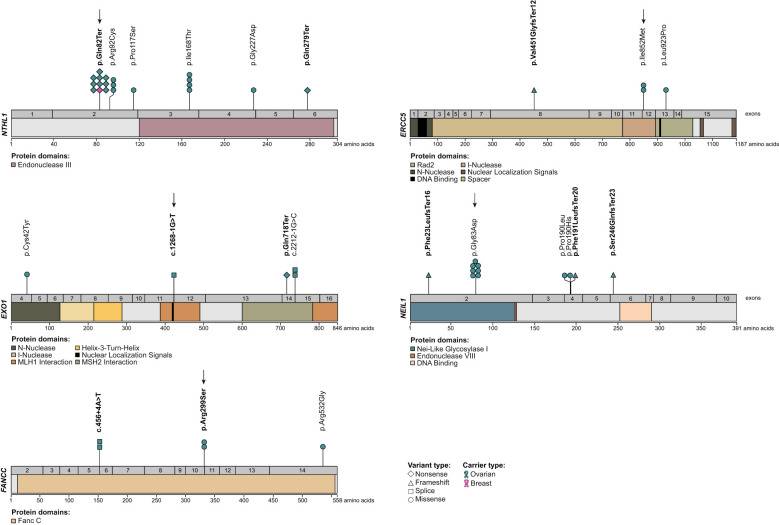 p.Gln82Ter
p.Arg92Cys
p.Pro117Ser
p.Ile168Thr
p.Gly227Asp
p.Gln279Ter
NTHL1
1 2 3 4 5 6
0 40 80 120 160 200 240 280 304 amino acids
Protein domains:
Endonuclease III
p.Val451GlyfsTer12
p.Ile852Met
p.Leu923Pro
ERCC5
1 2 3 4 5 6 7 8 9 10 11 12 13 14 15 exons
0 100 200 300 400 500 600 700 800 900 1000 1187 amino acids
Protein domains:
Rad2
N-Nuclease
DNA Binding
I-Nuclease
Nuclear Localization Signals
Spacer
p.Cys42Tyr
c.1268-1G>T
p.Gln718Ter
c.2212-1G>C
EXO1
4 5 6 7 8 9 10 11 12 13 14 15 16
0 100 200 300 400 500 600 700 846 amino acids
Protein domains:
N-Nuclease
I-Nuclease
MLH1 Interaction
Helix-3-Turn-Helix
Nuclear Localization Signals
MSH2 Interaction
p.Phe23LeufsTer16
p.Gly83Asp
p.Pro190Leu
p.Pro190His
p.Phe191LeufsTer20
p.Ser246GlnfsTer23
NEIL1
2 3 4 5 6 7 8 9 10 exons
0 50 100 150 200 250 300 350 391 amino acids
Protein domains:
Nei-Like Glycosylase I
Endonuclease VIII
DNA Binding
c.456+4A>T
p.Arg299Ser
p.Arg532Gly
FANCC
2 3 4 5 6 7 8 9 10 11 12 13 14
0 50 100 150 200 250 300 350 400 450 500 558 amino acids
Protein domains:
Fanc C
Variant type:
Nonsense
Frameshift
Splice
Missense
Carrier type:
Ovarian
Breast